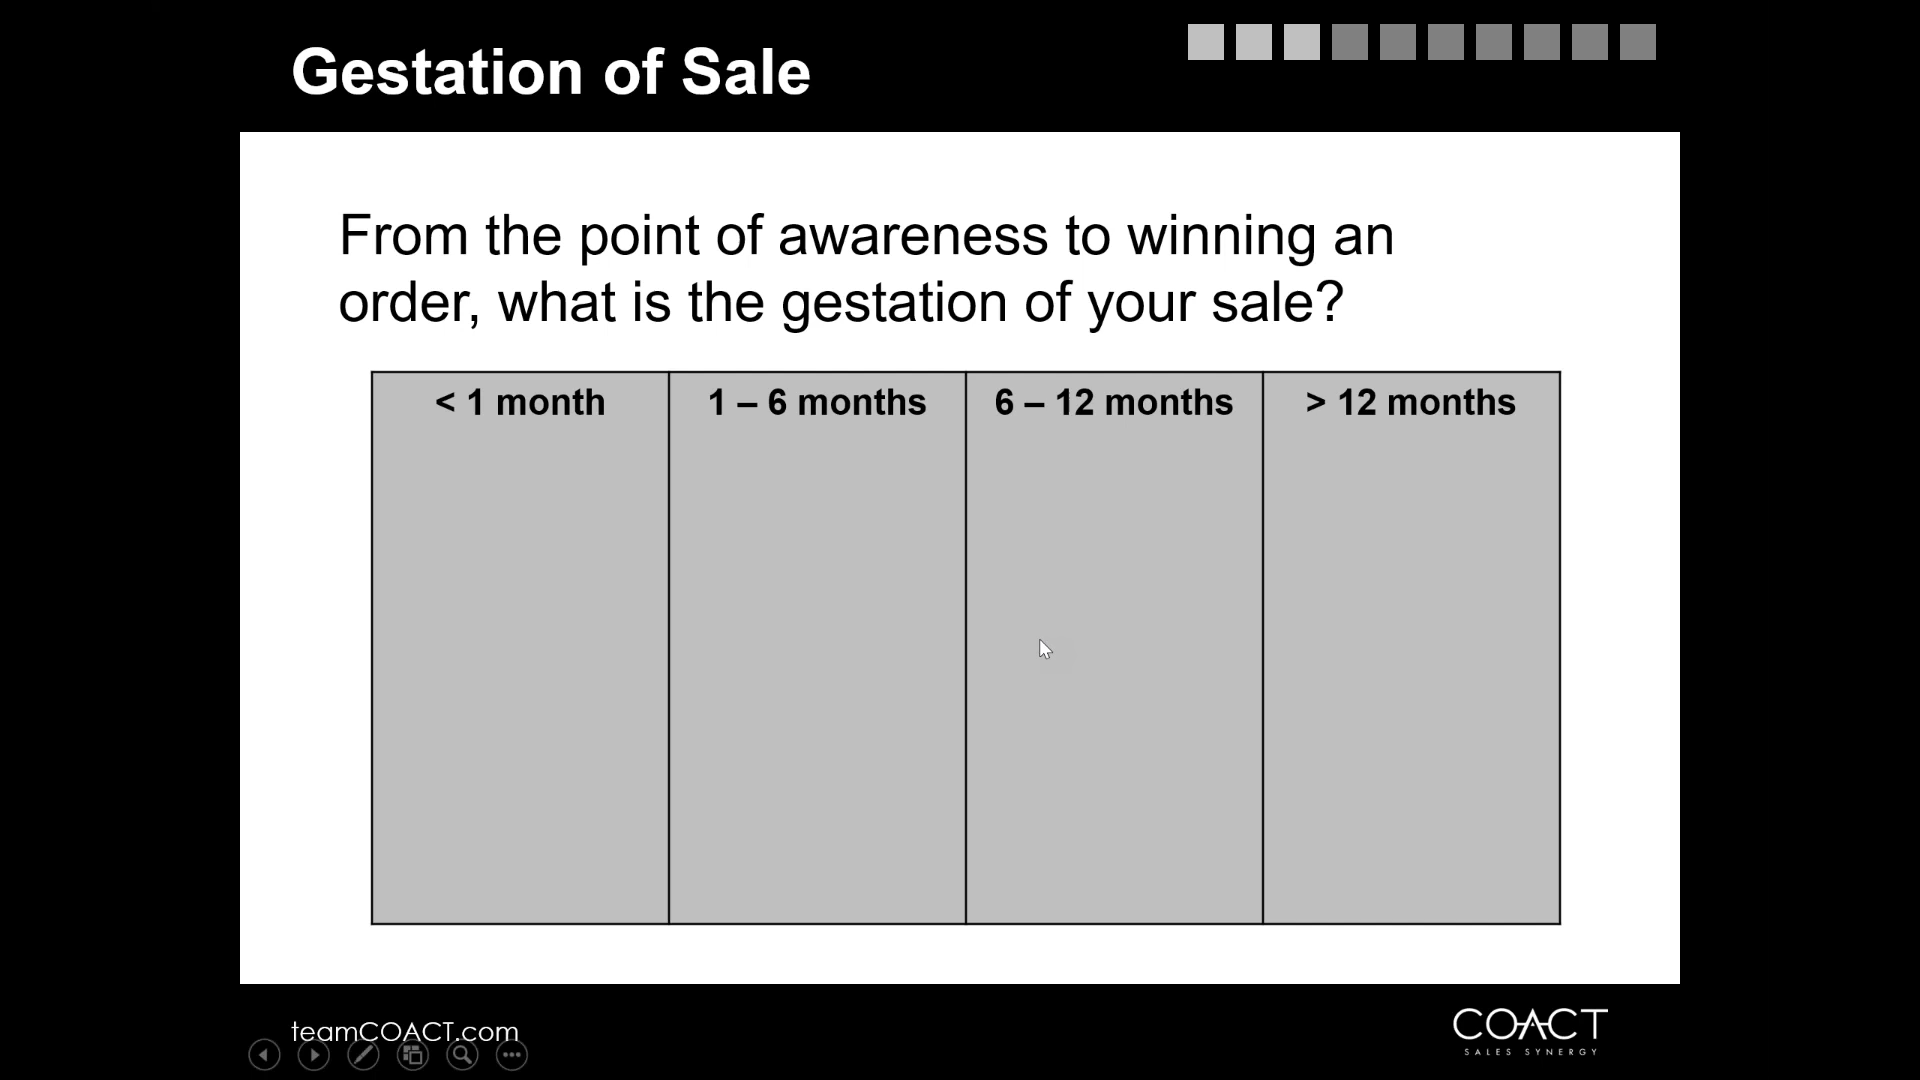 Gestation of Sale
From the point of awareness to winning an
order, what is the gestation of your sale?
< 1 month
1 – 6 months
6 – 12 months
> 12 months
teamCOACT.com
COACT
SALES SYNERGY